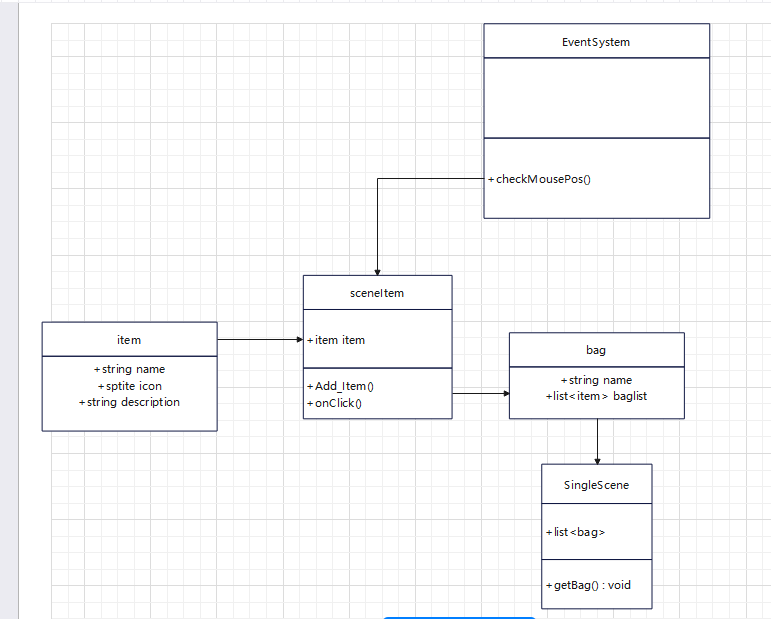 EventSystem
+checkMousePos()
sceneItem
+item item
+Add_Item()
+onClick()
item
+string name
+sptite icon
+string description
bag
+string name
+list<item> baglist
SingleScene
+list<bag>
+getBag() : void